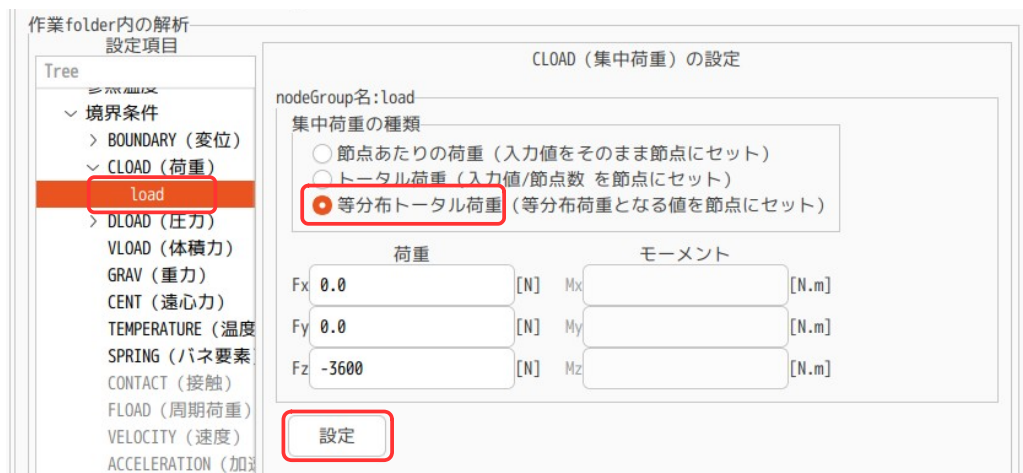 作業folder内の解析
設定項目
Tree
参照温度
境界条件
BOUNDARY (変位)
CLOAD (荷重)
load
DLOAD (圧力)
VLOAD (体積力)
GRAV (重力)
CENT (遠心力)
TEMPERATURE (温度
SPRING (バネ要素
CONTACT (接触)
FLOAD (周期荷重)
VELOCITY (速度)
ACCELERATION (加速
CLOAD (集中荷重) の設定
nodeGroup名:load
集中荷重の種類
節点あたりの荷重 (入力値をそのまま節点にセット)
トータル荷重 (入力値/節点数 を節点にセット)
等分布トータル荷重 (等分布荷重となる値を節点にセット)
荷重 モーメント
Fx 0.0 [N] Mx [N.m]
Fy 0.0 [N] My [N.m]
Fz -3600 [N] Mz [N.m]
設定